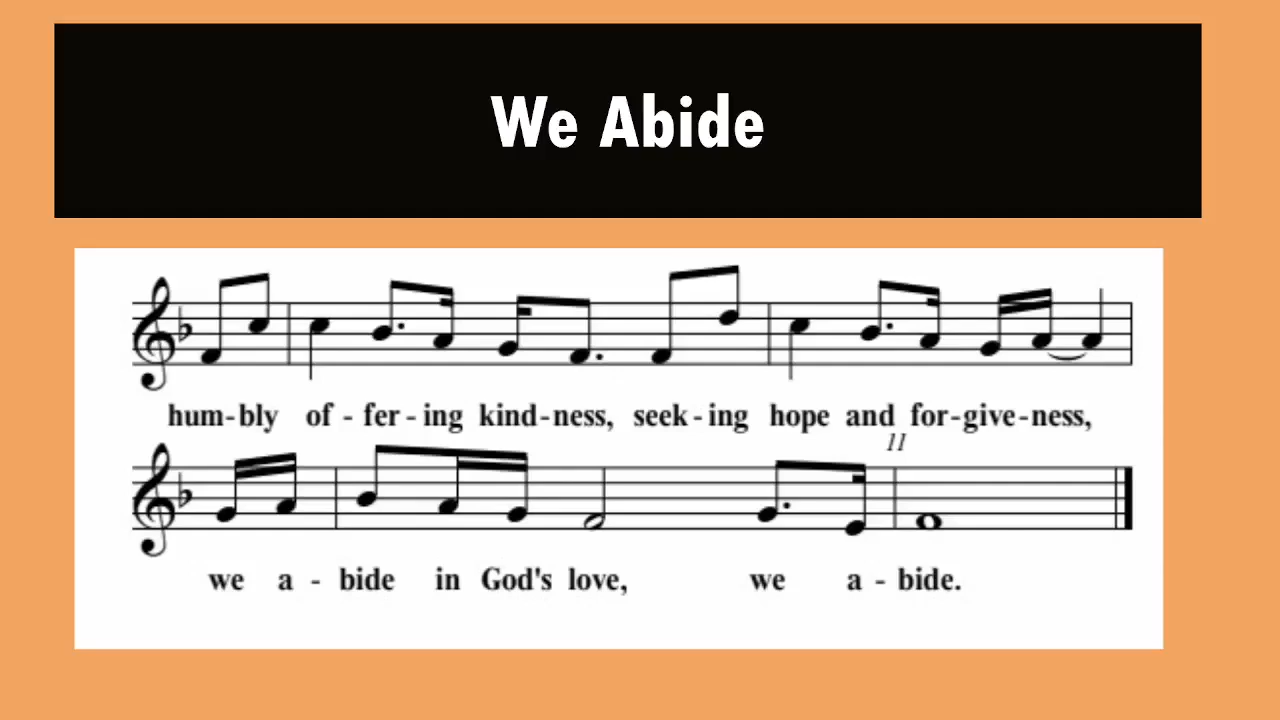 We Abide
hum-bly of - fer - ing kind-ness, seek - ing hope and for-give-ness,
11
we a - bide in God's love, we a - bide.